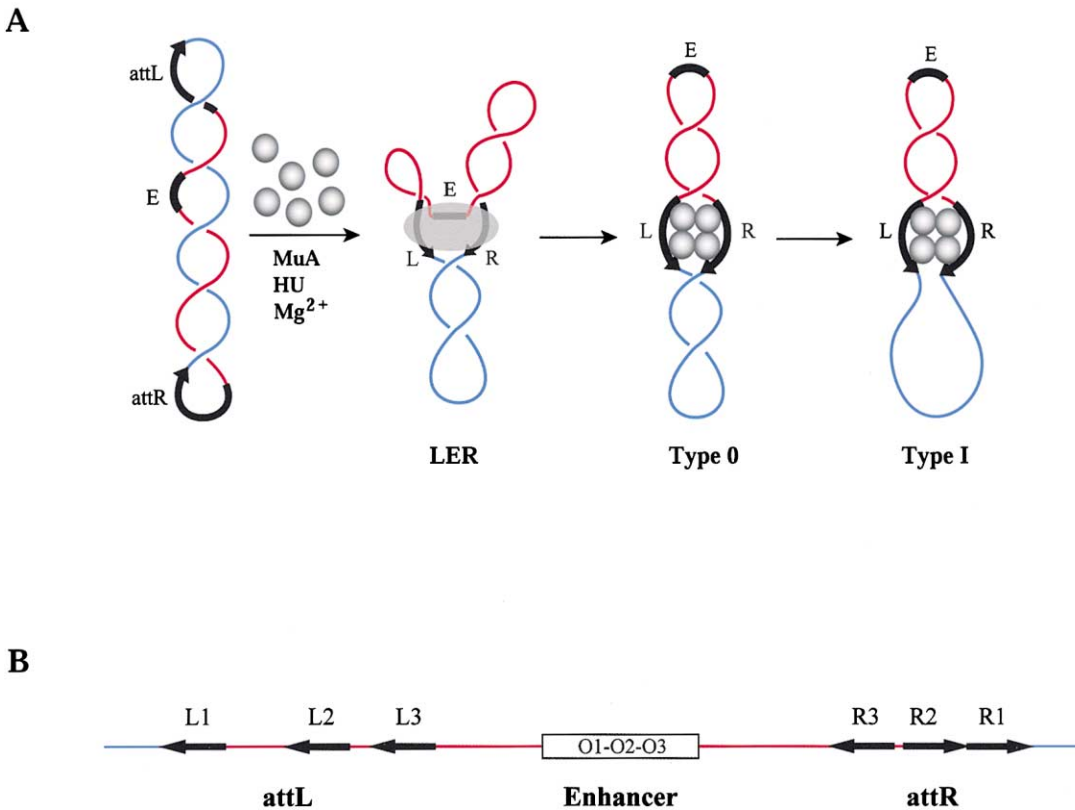 A
attL
E
attR
MuA
HU
Mg2+
E
L
R
LER
E
L
R
Type 0
E
L
R
Type I
B
L1 L2 L3 R3 R2 R1
O1-O2-O3
attL Enhancer attR